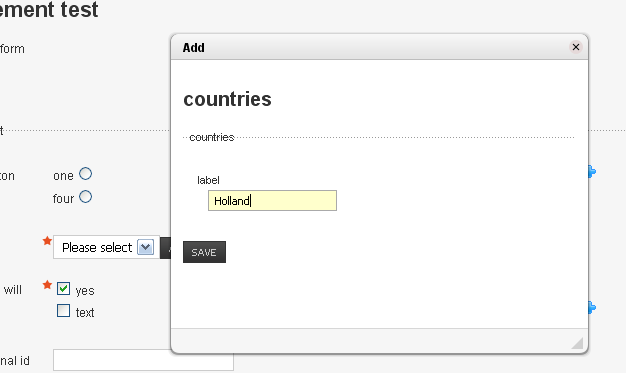 ement test
form
Add
countries
countries
t
ton
one
four
label
Holland
Please select
SAVE
will
yes
text
nal id